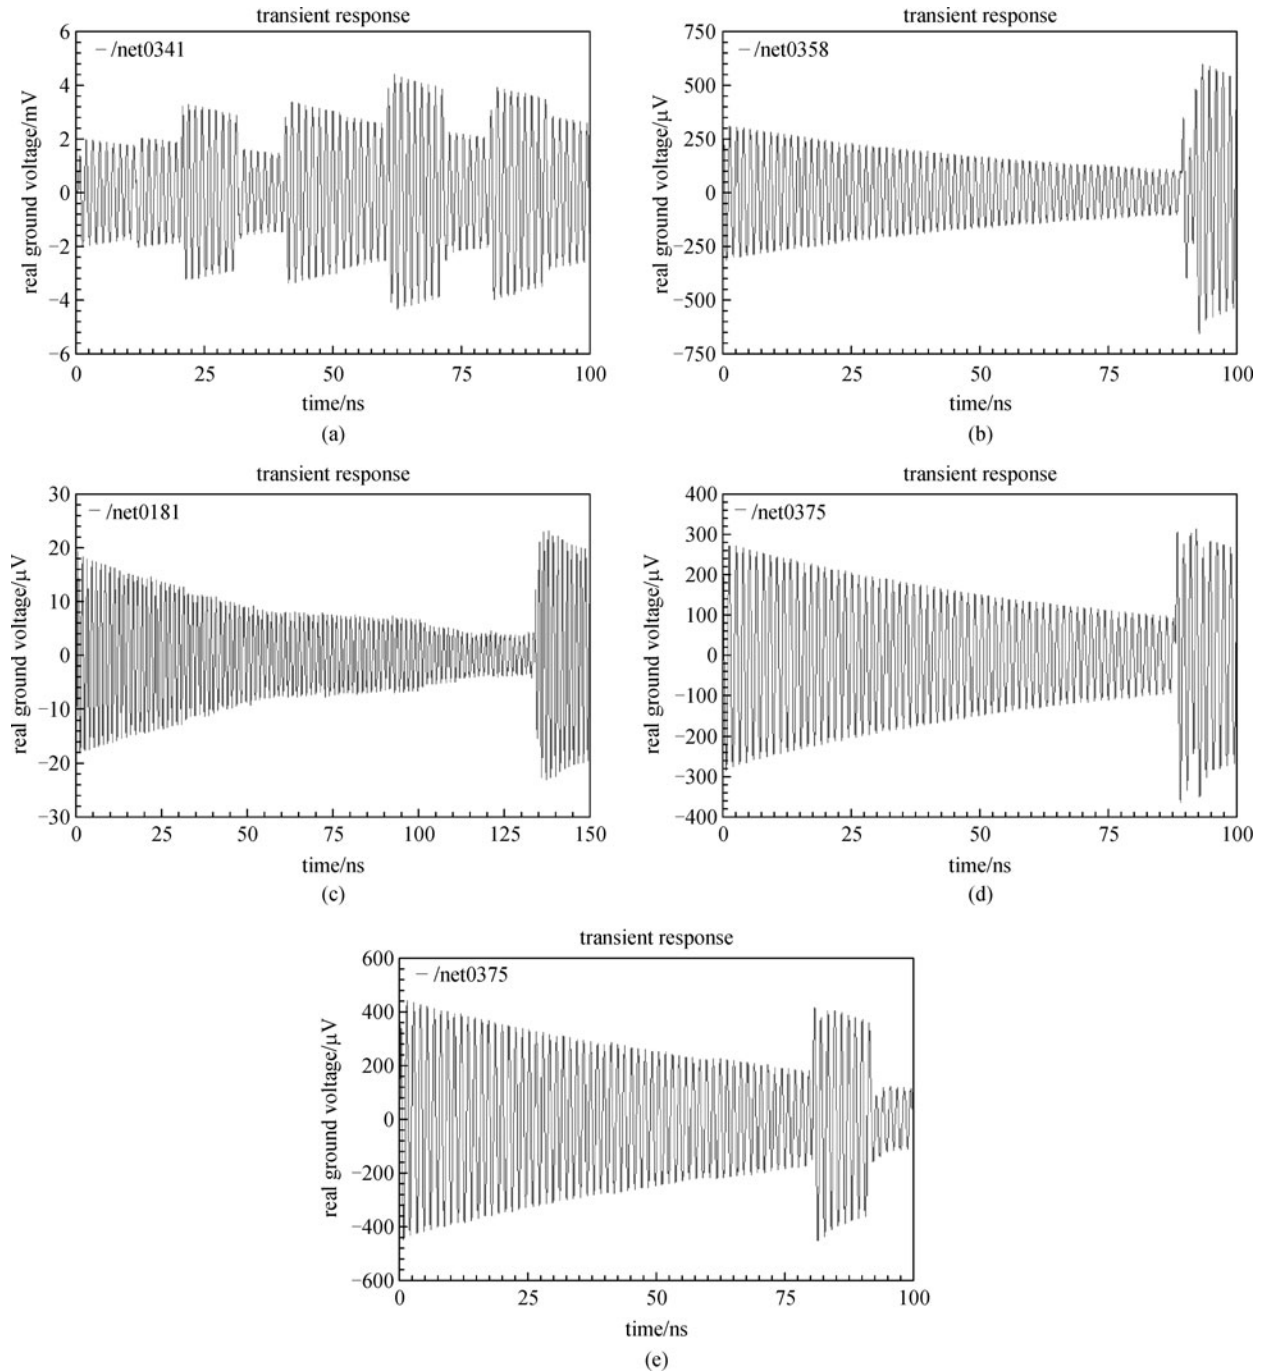 transient response
6
− /net0341
4
2
0
−2
−4
−6
real ground voltage/mV
0 25 50 75 100
time/ns
(a)
transient response
750
− /net0358
500
250
0
−250
−500
−750
real ground voltage/μV
0 25 50 75 100
time/ns
(b)
transient response
30
− /net0181
20
10
0
−10
−20
−30
real ground voltage/μV
0 25 50 75 100 125 150
time/ns
(c)
transient response
400
− /net0375
300
200
100
0
−100
−200
−300
−400
real ground voltage/μV
0 25 50 75 100
time/ns
(d)
transient response
600
− /net0375
400
200
0
−200
−400
−600
real ground voltage/μV
0 25 50 75 100
time/ns
(e)